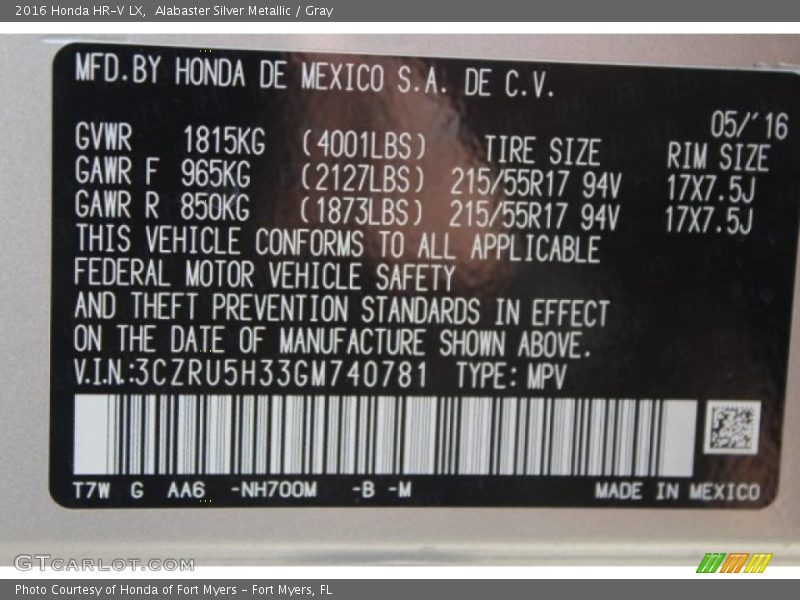 2016 Honda HR-V LX,  Alabaster Silver Metallic / Gray
MFD.BY HONDA DE MEXICO S.A. DE C.V.
05/'16
GVWR 1815KG (4001LBS) TIRE SIZE RIM SIZE
GAWR F 965KG (2127LBS) 215/55R17 94V 17X7.5J
GAWR R 850KG (1873LBS) 215/55R17 94V 17X7.5J
THIS VEHICLE CONFORMS TO ALL APPLICABLE
FEDERAL MOTOR VEHICLE SAFETY
AND THEFT PREVENTION STANDARDS IN EFFECT
ON THE DATE OF MANUFACTURE SHOWN ABOVE.
V.I.N.:3CZRU5H33GM740781 TYPE: MPV
T7W G AA6 -NH700M -B -M MADE IN MEXICO
GTCARLOT.COM
Photo Courtesy of Honda of Fort Myers - Fort Myers, FL